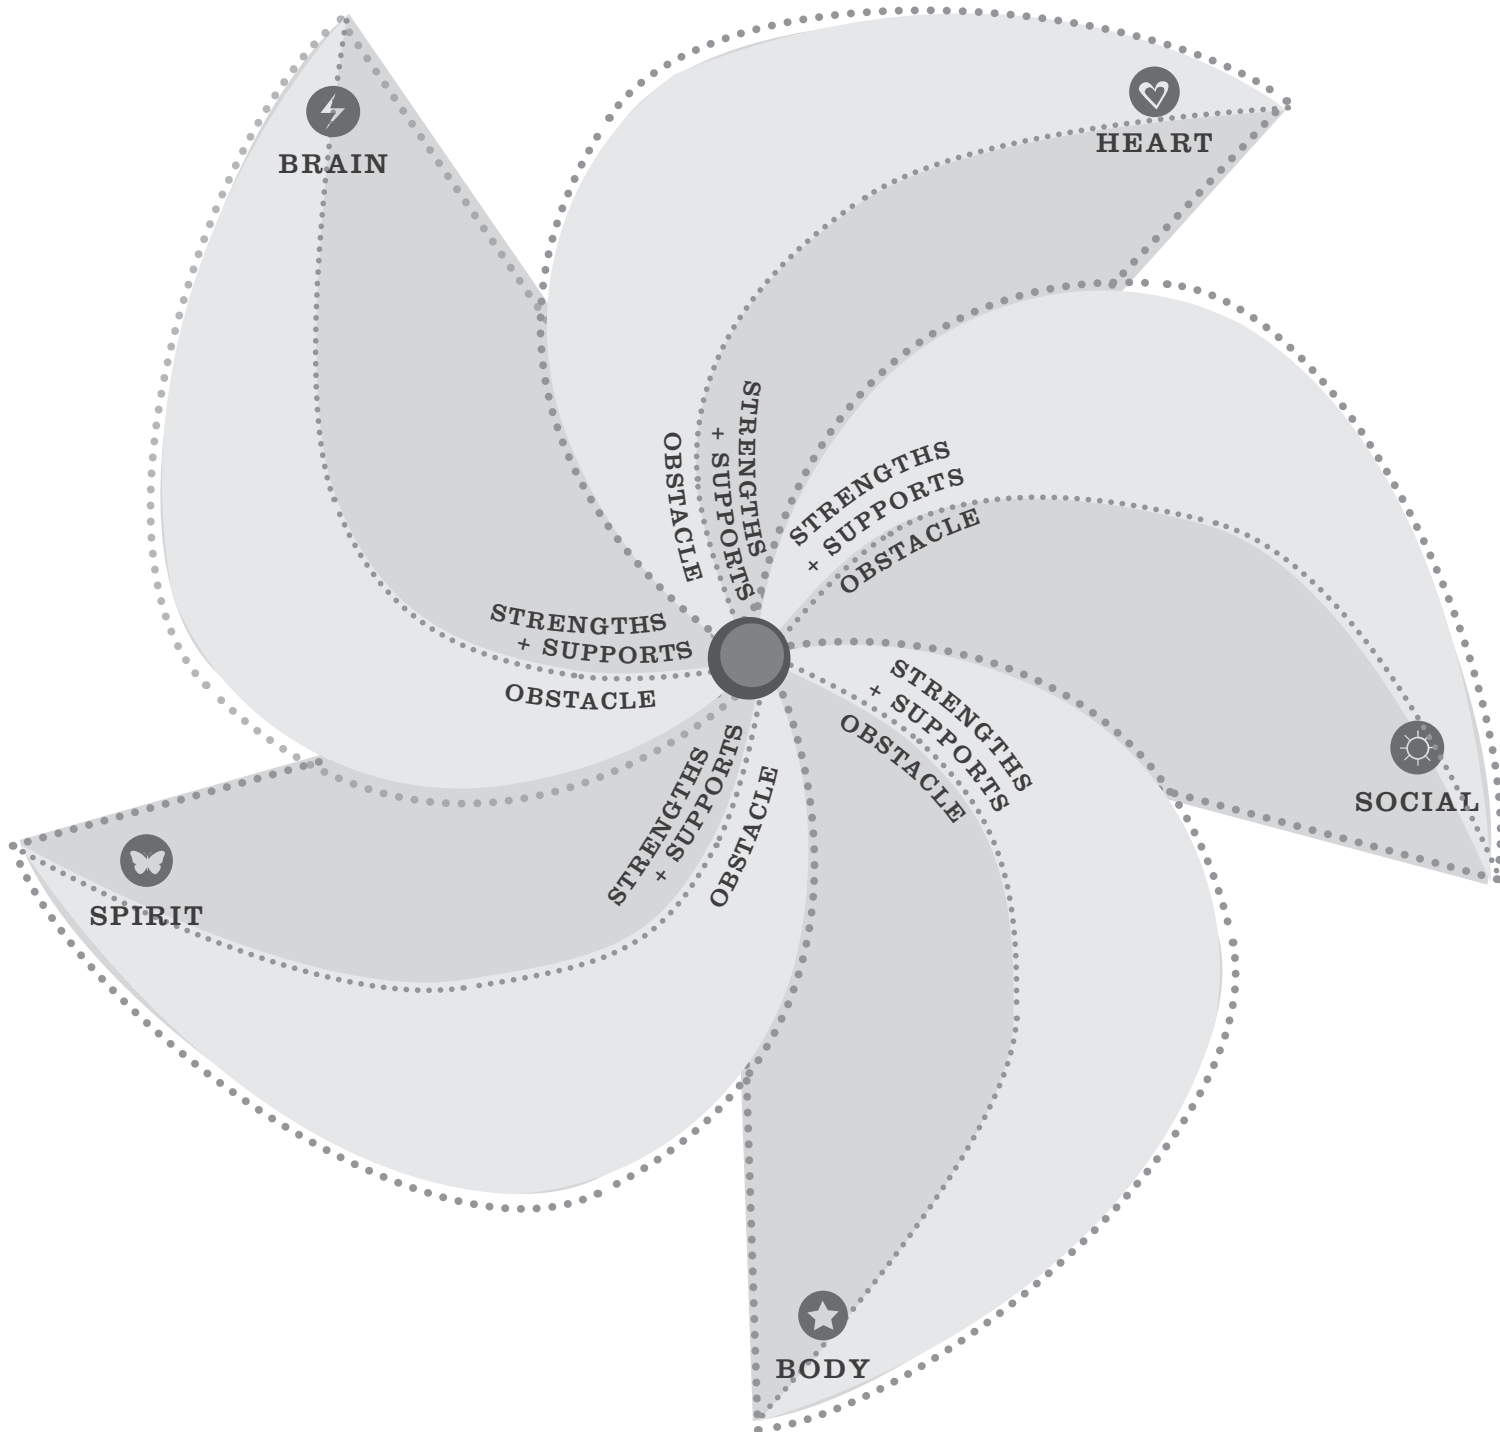 BRAIN
HEART
STRENGTHS
+ SUPPORTS
OBSTACLE
STRENGTHS
+ SUPPORTS
OBSTACLE
STRENGTHS
+ SUPPORTS
OBSTACLE
STRENGTHS
+ SUPPORTS
OBSTACLE
STRENGTHS
+ SUPPORTS
OBSTACLE
SOCIAL
SPIRIT
BODY